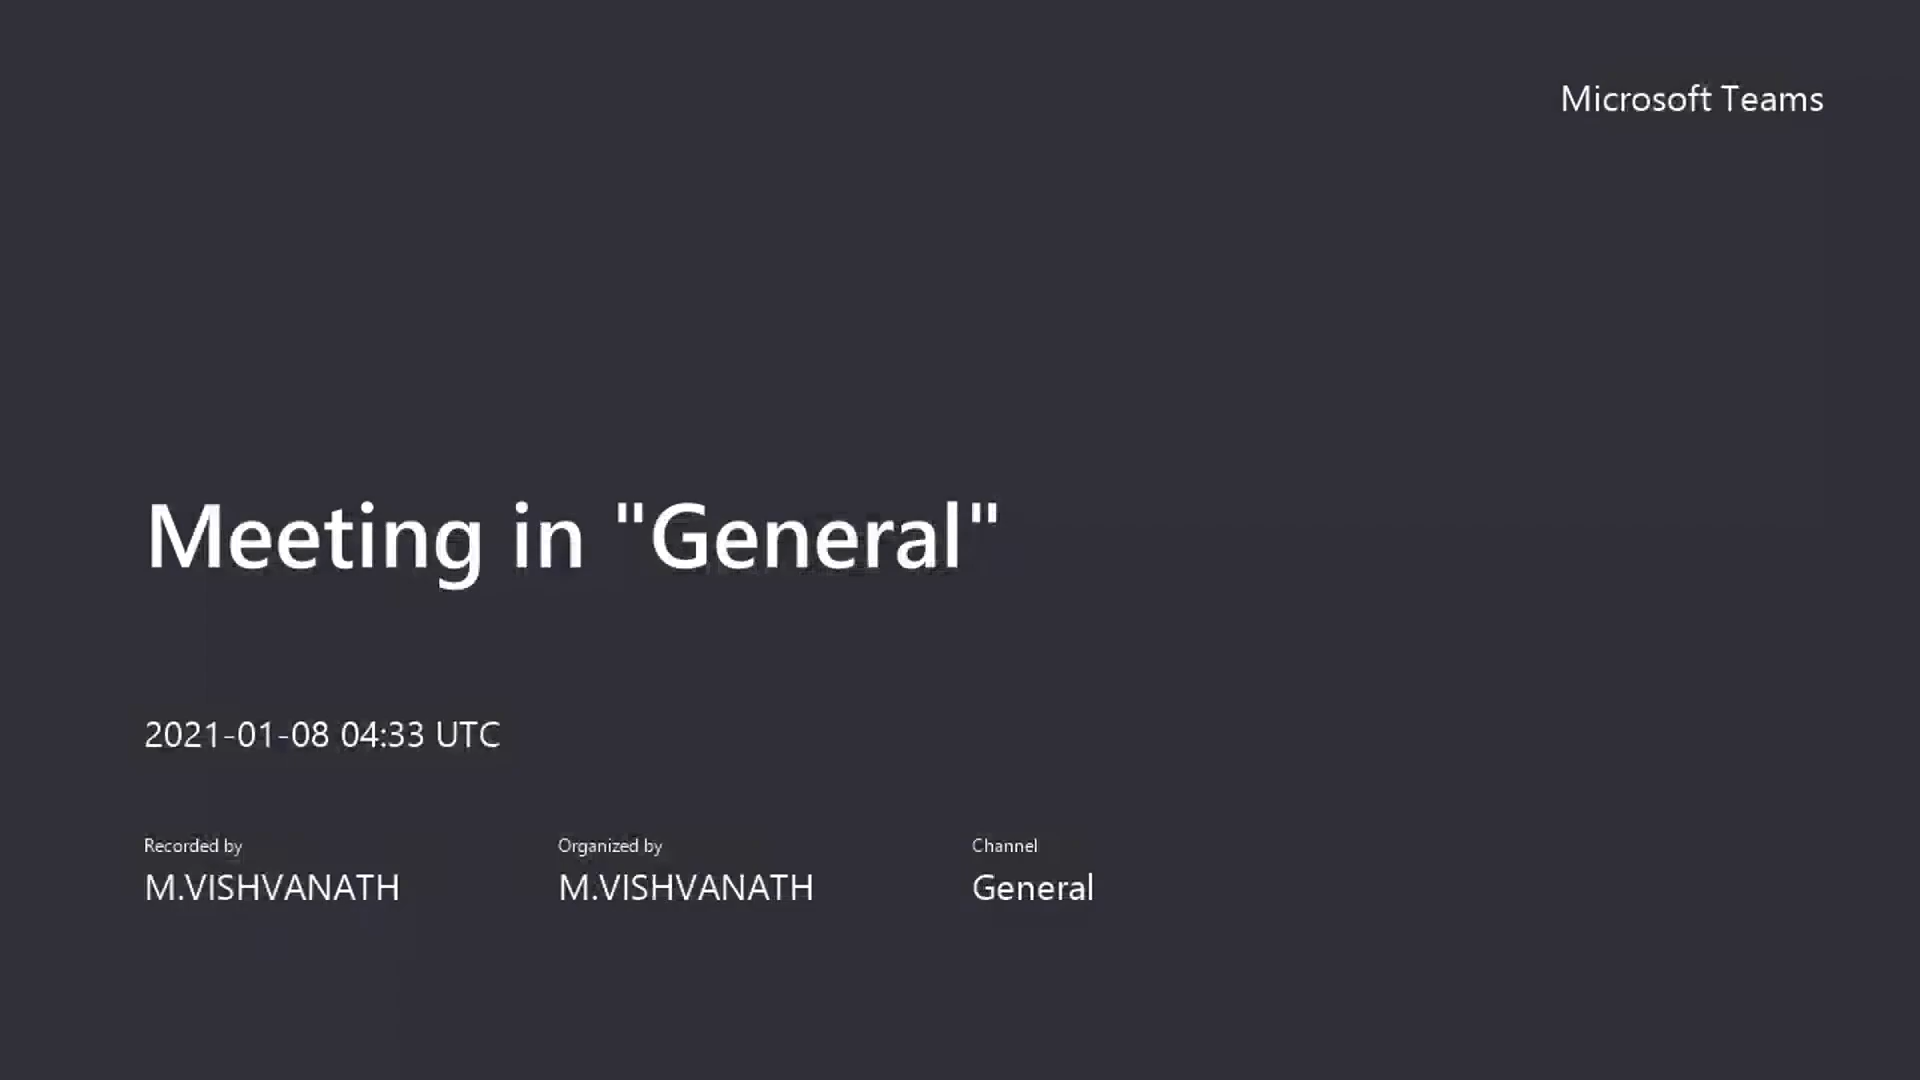 Microsoft Teams
Meeting in "General"
2021-01-08 04:33 UTC
Recorded by Organized by Channel
M.VISHVANATH M.VISHVANATH General